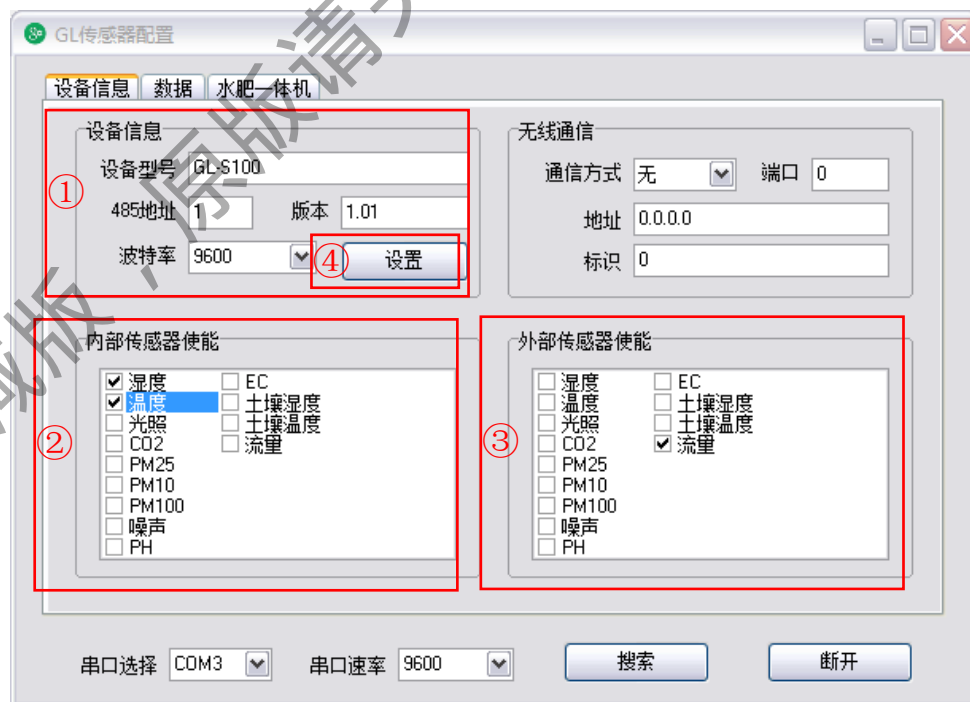 GL传感器配置
设备信息 数据 水肥一体机
设备信息
设备型号 GL-S100
485地址 1 版本 1.01
波特率 9600 ④ 设置
①
无线通信
通信方式 无 端口 0
地址 0.0.0.0
标识 0
内部传感器使能
湿度 EC
温度 土壤湿度
光照 土壤温度
CO2 流量
PM25
PM10
PM100
噪声
PH
②
外部传感器使能
湿度 EC
温度 土壤湿度
光照 土壤温度
CO2 流量
PM25
PM10
PM100
噪声
PH
③
串口选择 COM3 串口速率 9600 搜索 断开
版，原版请